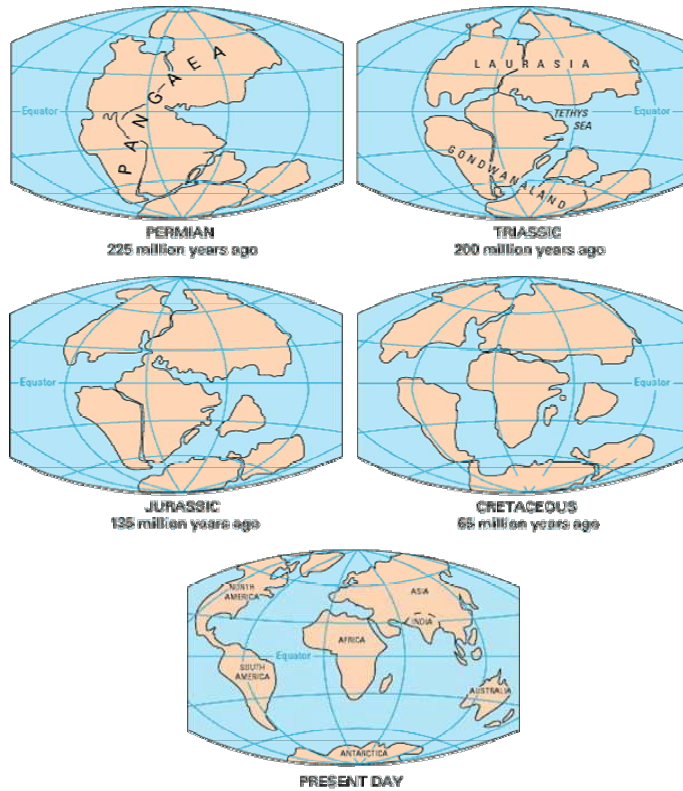 PANGAEA
Equator
PERMIAN
225 million years ago
LAURASIA
TETHYS
SEA
Equator
GONDWANALAND
TRIASSIC
200 million years ago
Equator
JURASSIC
135 million years ago
Equator
CRETACEOUS
65 million years ago
NORTH
AMERICA
ASIA
INDIA
AFRICA
Equator
SOUTH
AMERICA
AUSTRALIA
ANTARCTICA
PRESENT DAY